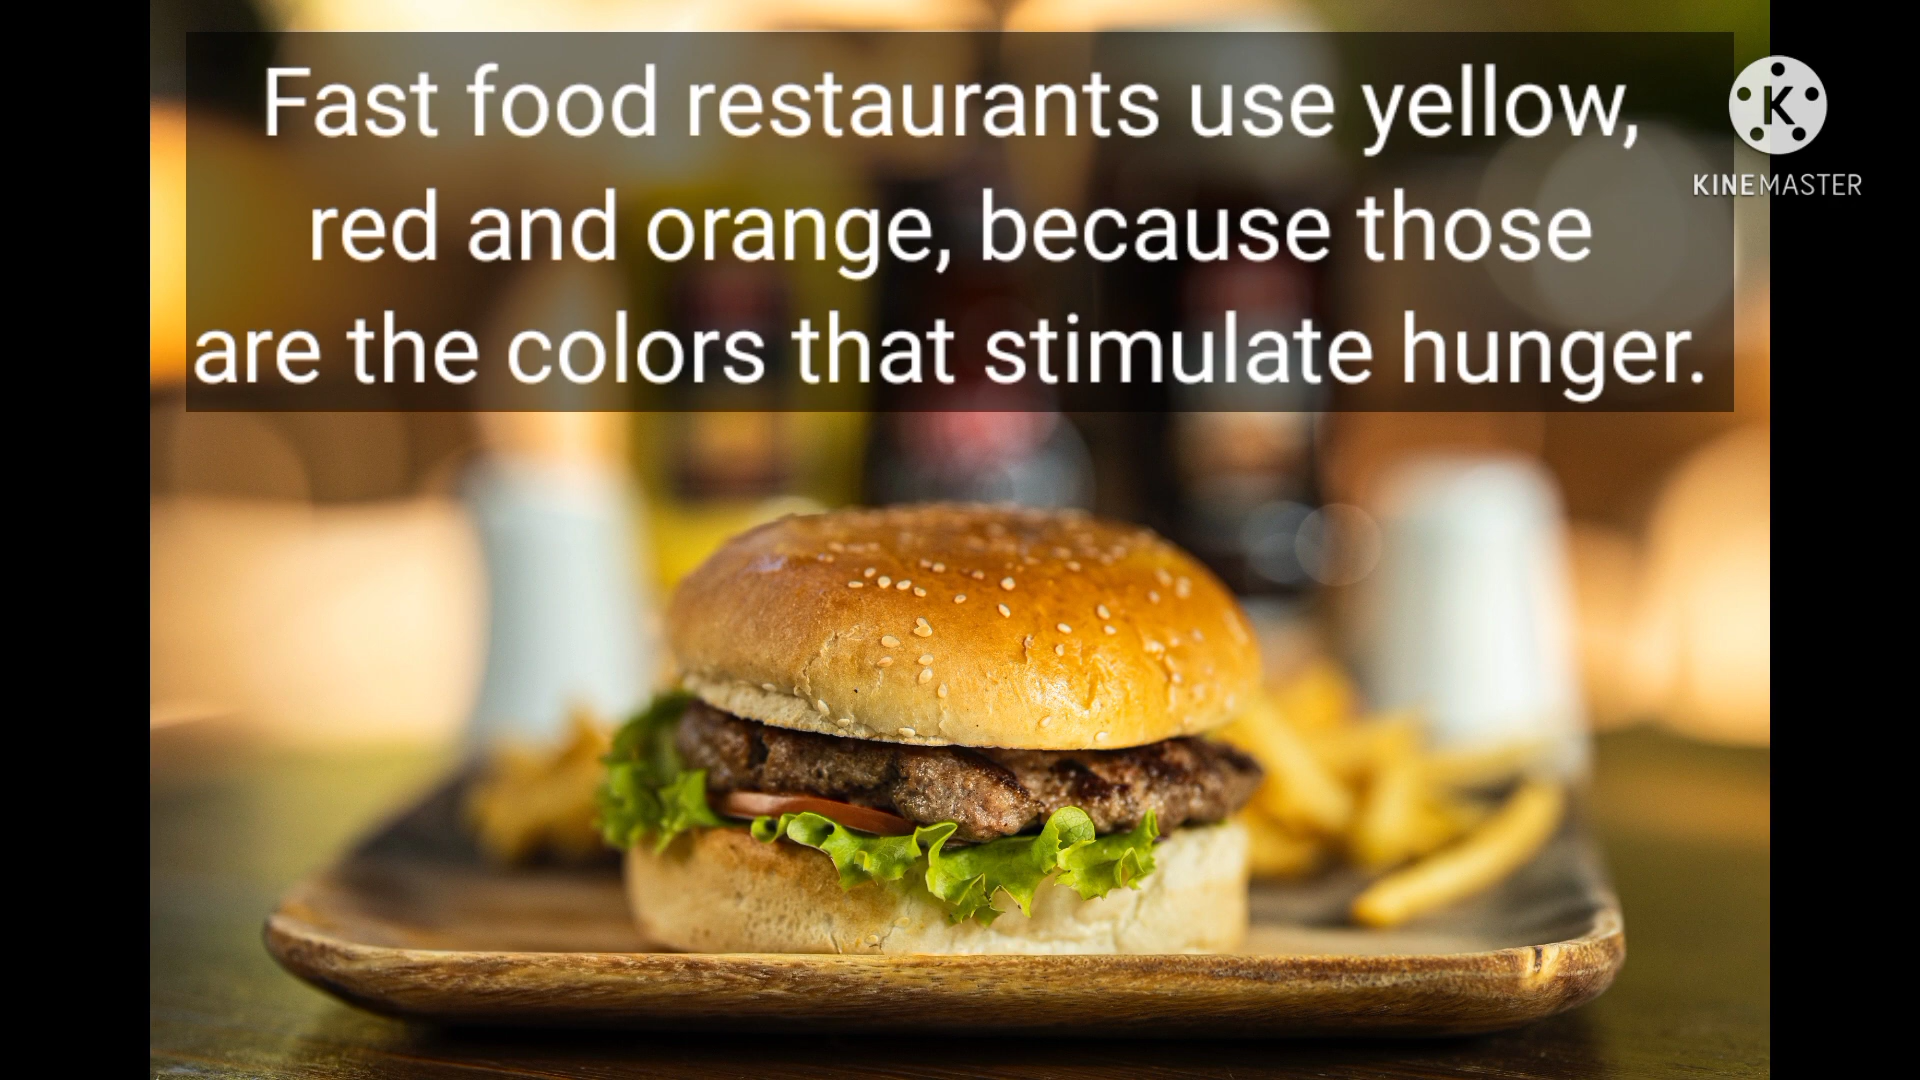 Fast food restaurants use yellow,
red and orange, because those
are the colors that stimulate hunger.
K
KINEMASTER